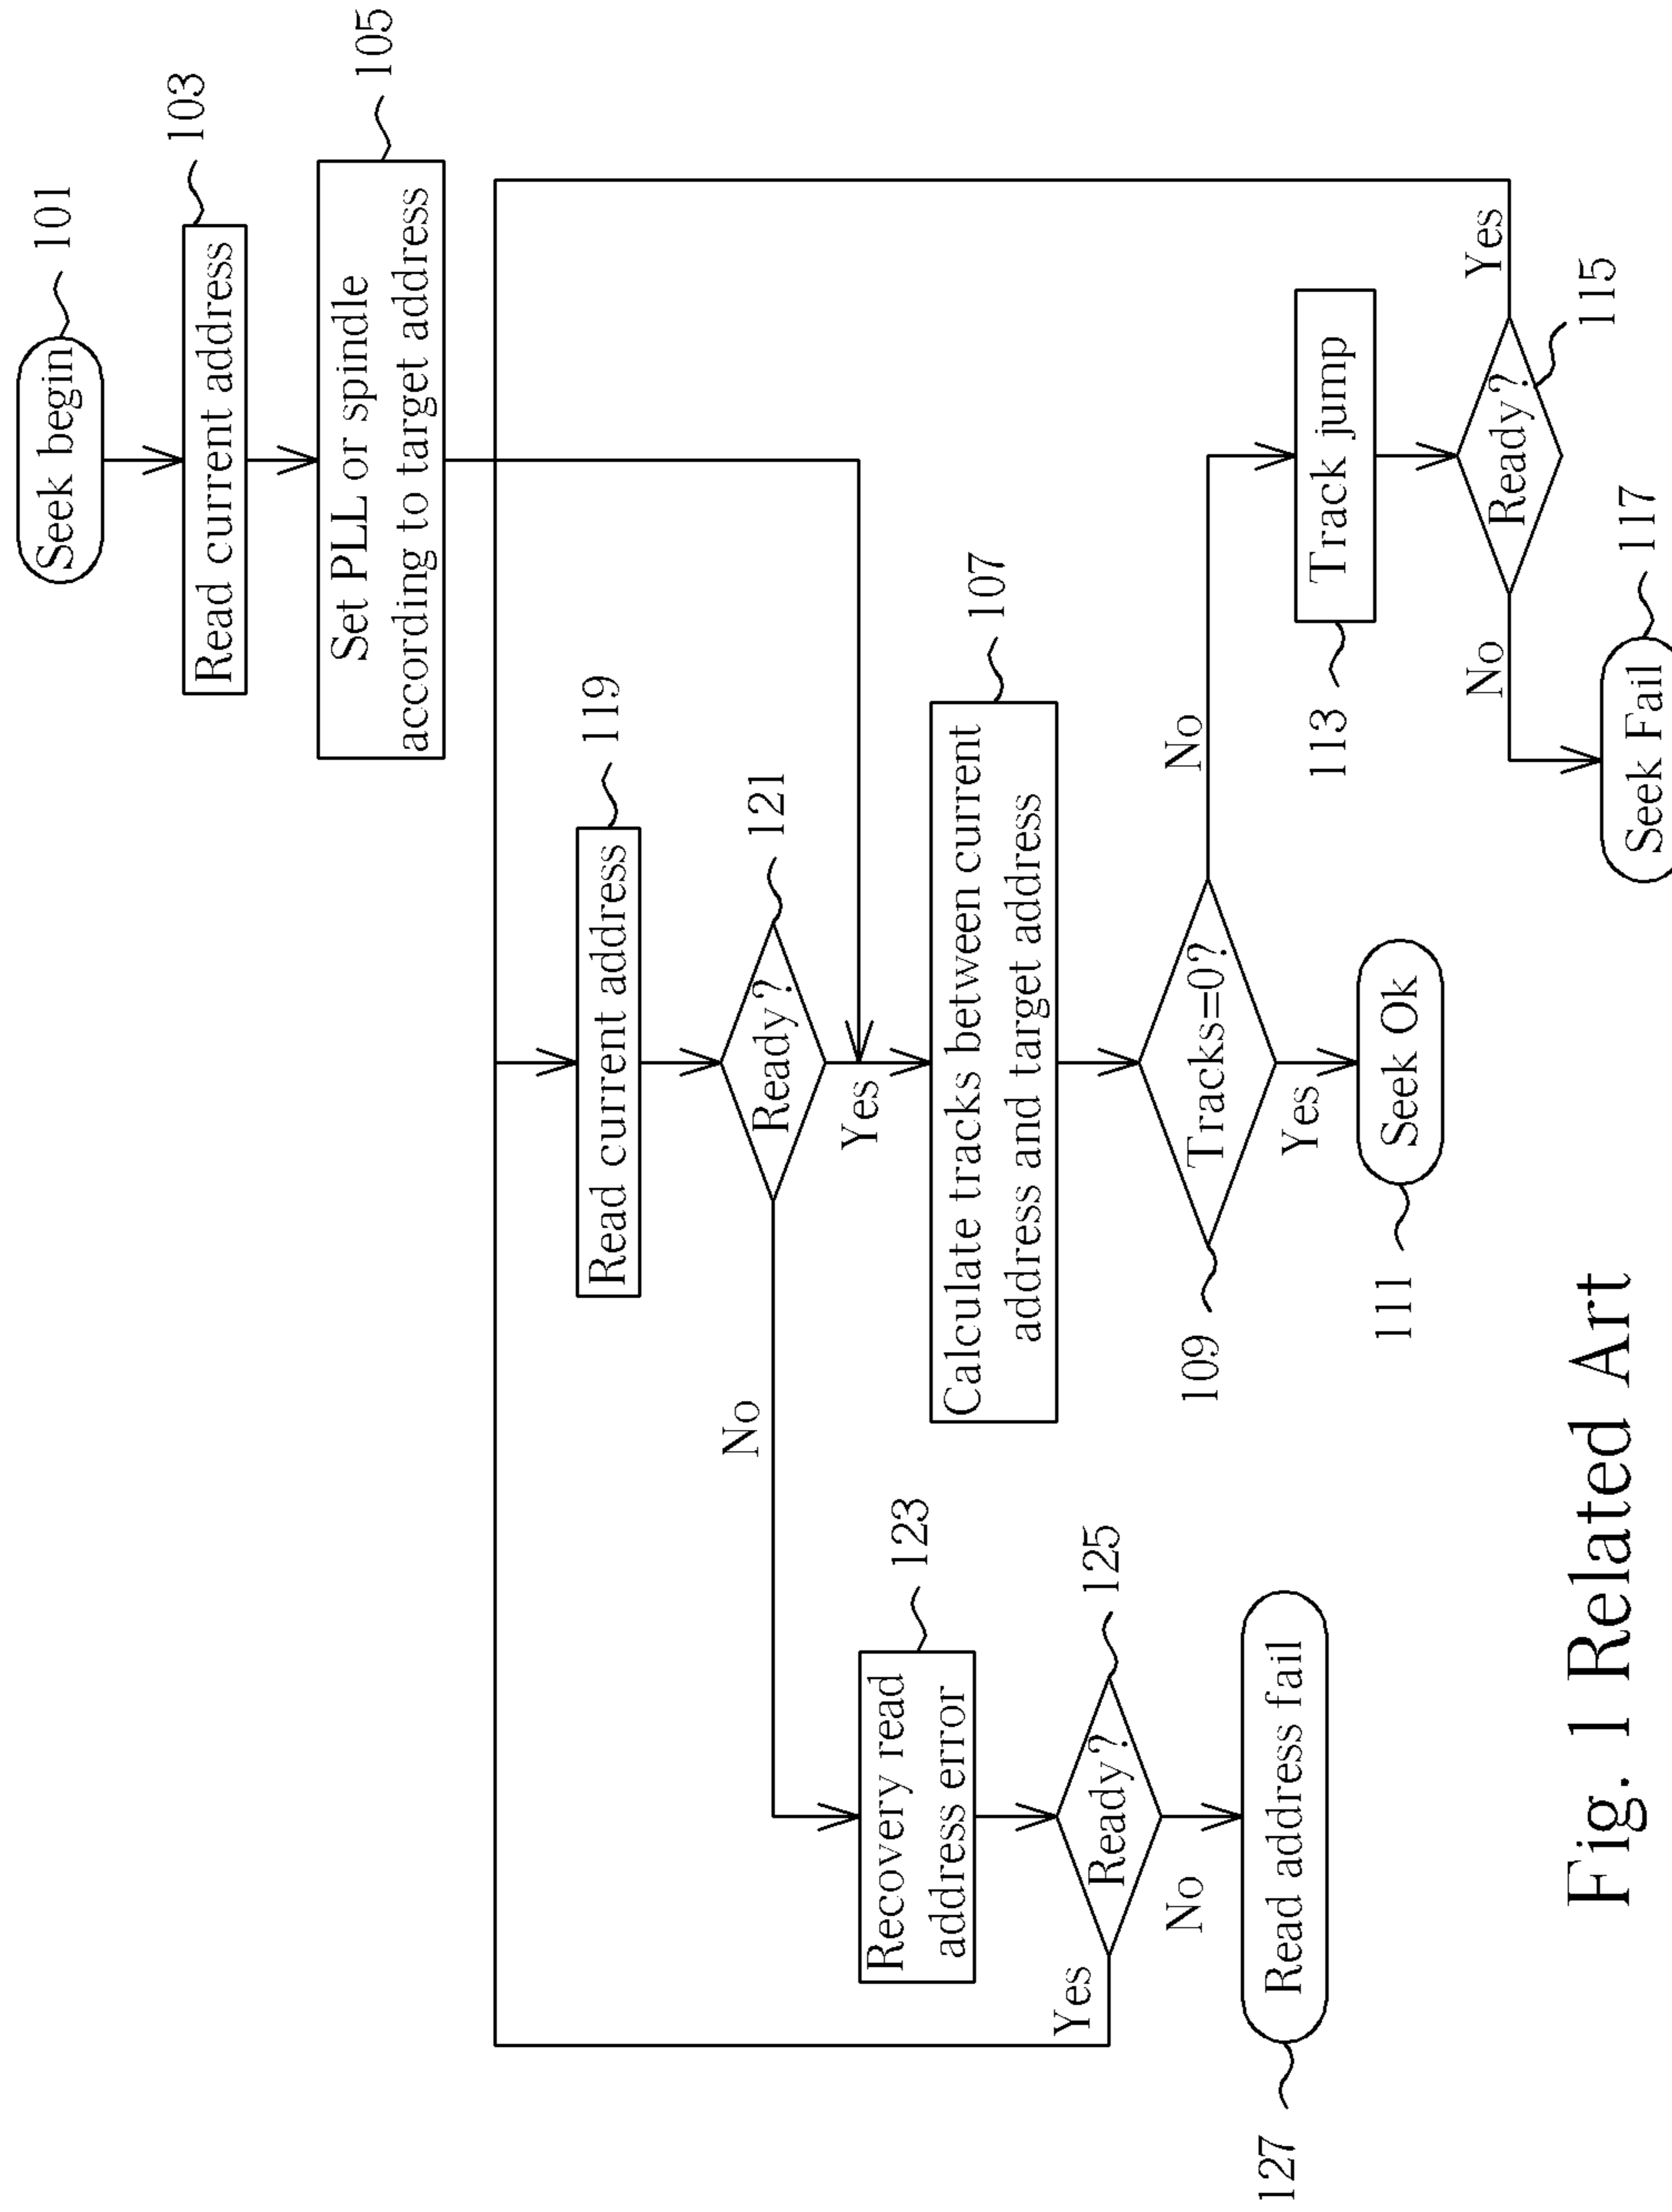 Seek begin
101
Read current address
103
Set PLL or spindle
according to target address
105
Read current address
119
Ready?
121
No
Yes
Recovery read
address error
123
Calculate tracks between current
address and target address
107
Ready?
125
Yes
No
Read address fail
127
Tracks=0?
109
No
Yes
Seek Ok
111
Track jump
113
Ready?
115
Yes
No
Seek Fail
117
Fig. 1 Related Art